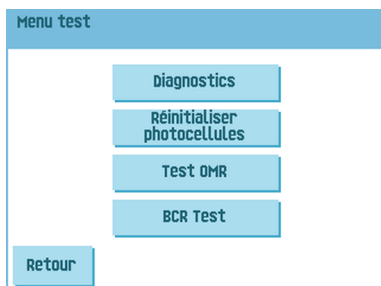 Menu test
Diagnostics
Réinitialiser
photocellules
Test OMR
BCR Test
Retour